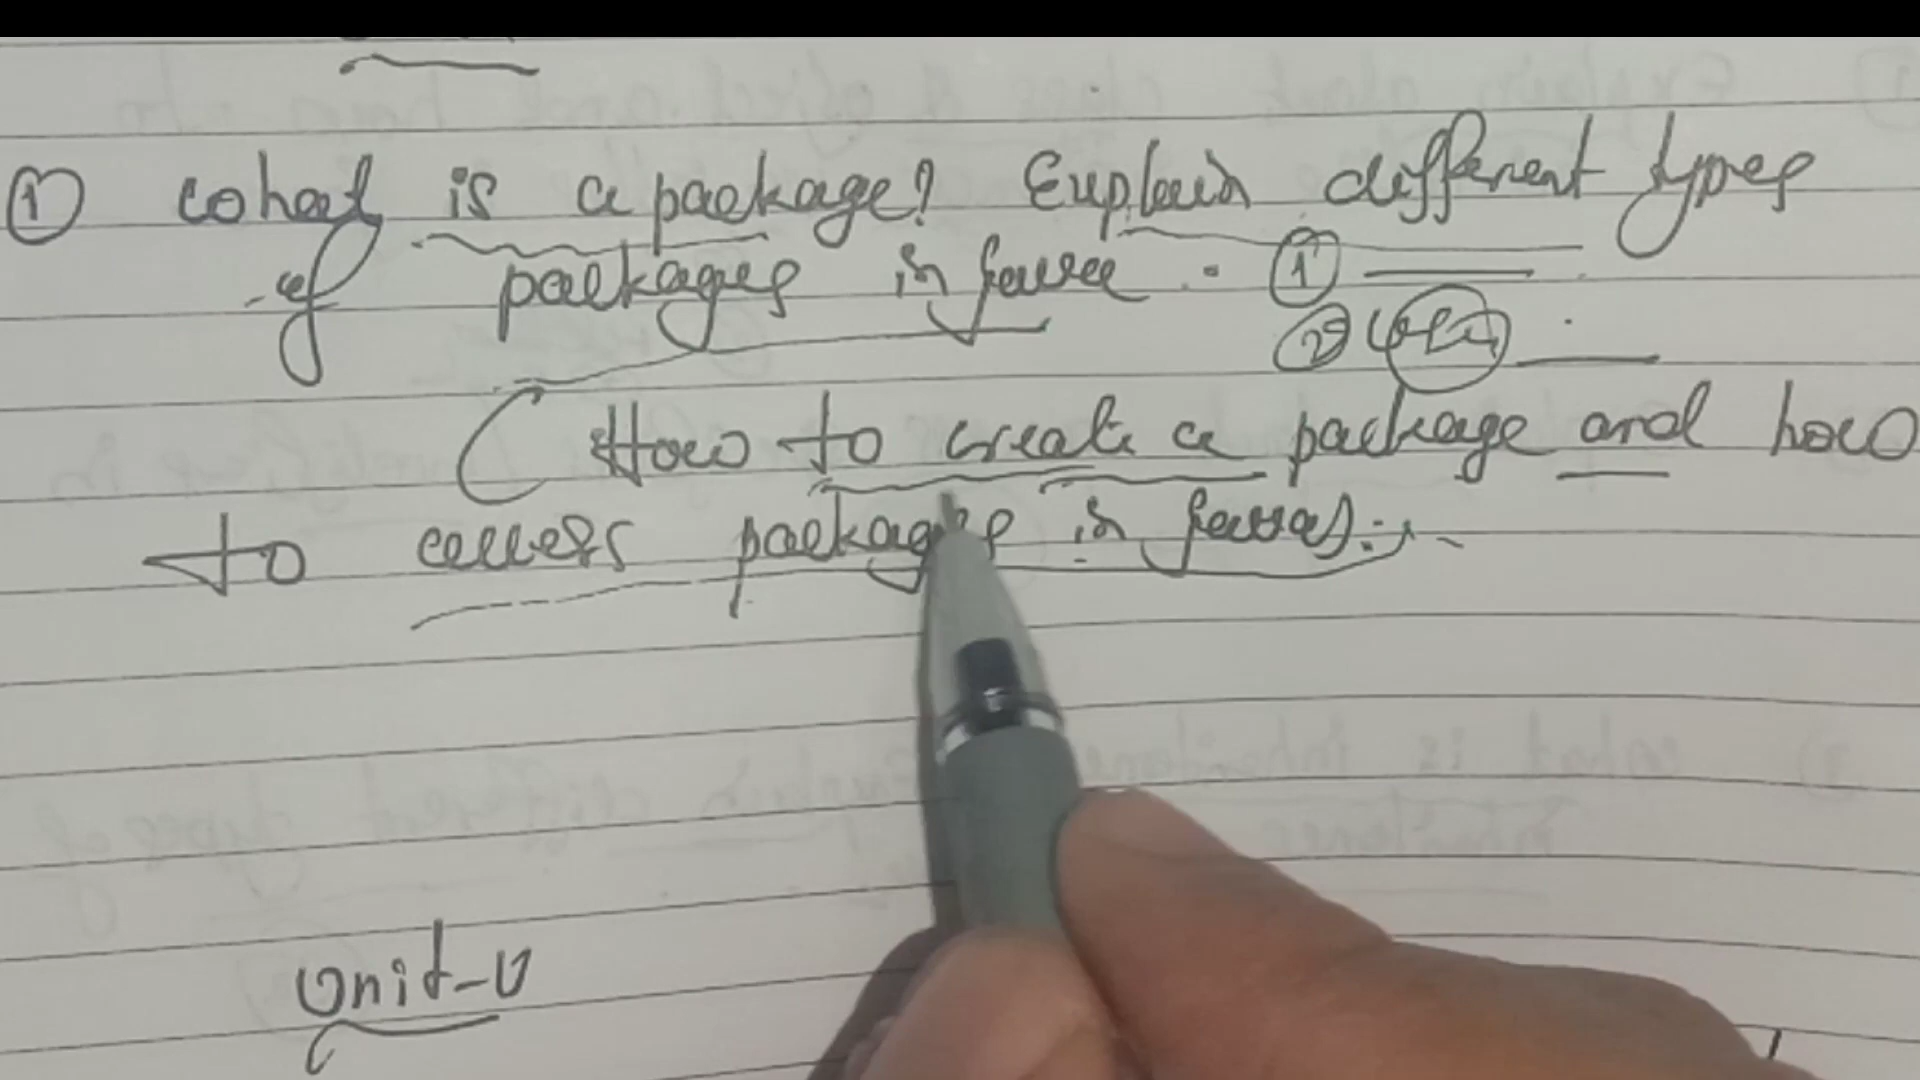 ① What is a package? Explain different types
of packages in Java. ①
② User
(How to create a package and how
to access packages in Java).
Unit-V